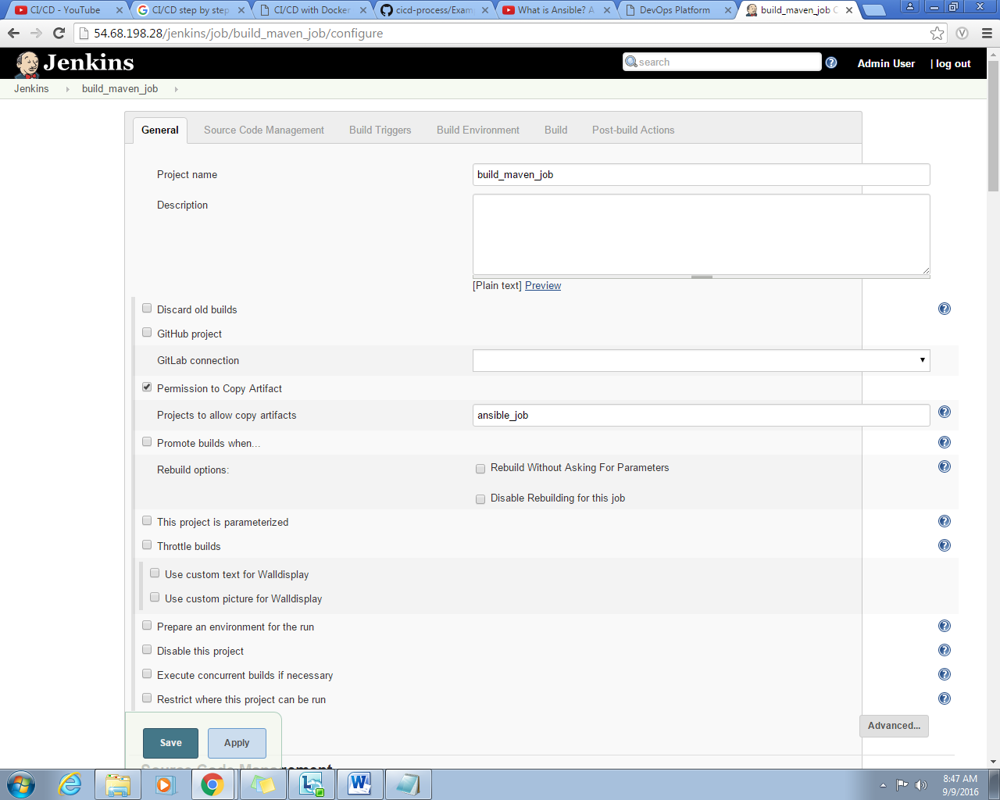 CI/CD - YouTube
CI/CD step by step
CI/CD with Docker
cicd-process/Exam
What is Ansible? A
DevOps Platform
build_maven_job C
54.68.198.28/jenkins/job/build_maven_job/configure
Jenkins
search
Admin User
| log out
Jenkins
build_maven_job
General
Source Code Management
Build Triggers
Build Environment
Build
Post-build Actions
Project name
build_maven_job
Description
[Plain text] Preview
Discard old builds
GitHub project
GitLab connection
Permission to Copy Artifact
Projects to allow copy artifacts
ansible_job
Promote builds when...
Rebuild options:
Rebuild Without Asking For Parameters
Disable Rebuilding for this job
This project is parameterized
Throttle builds
Use custom text for Walldisplay
Use custom picture for Walldisplay
Prepare an environment for the run
Disable this project
Execute concurrent builds if necessary
Restrict where this project can be run
Advanced...
Save
Apply
Source Code Management
8:47 AM
9/9/2016